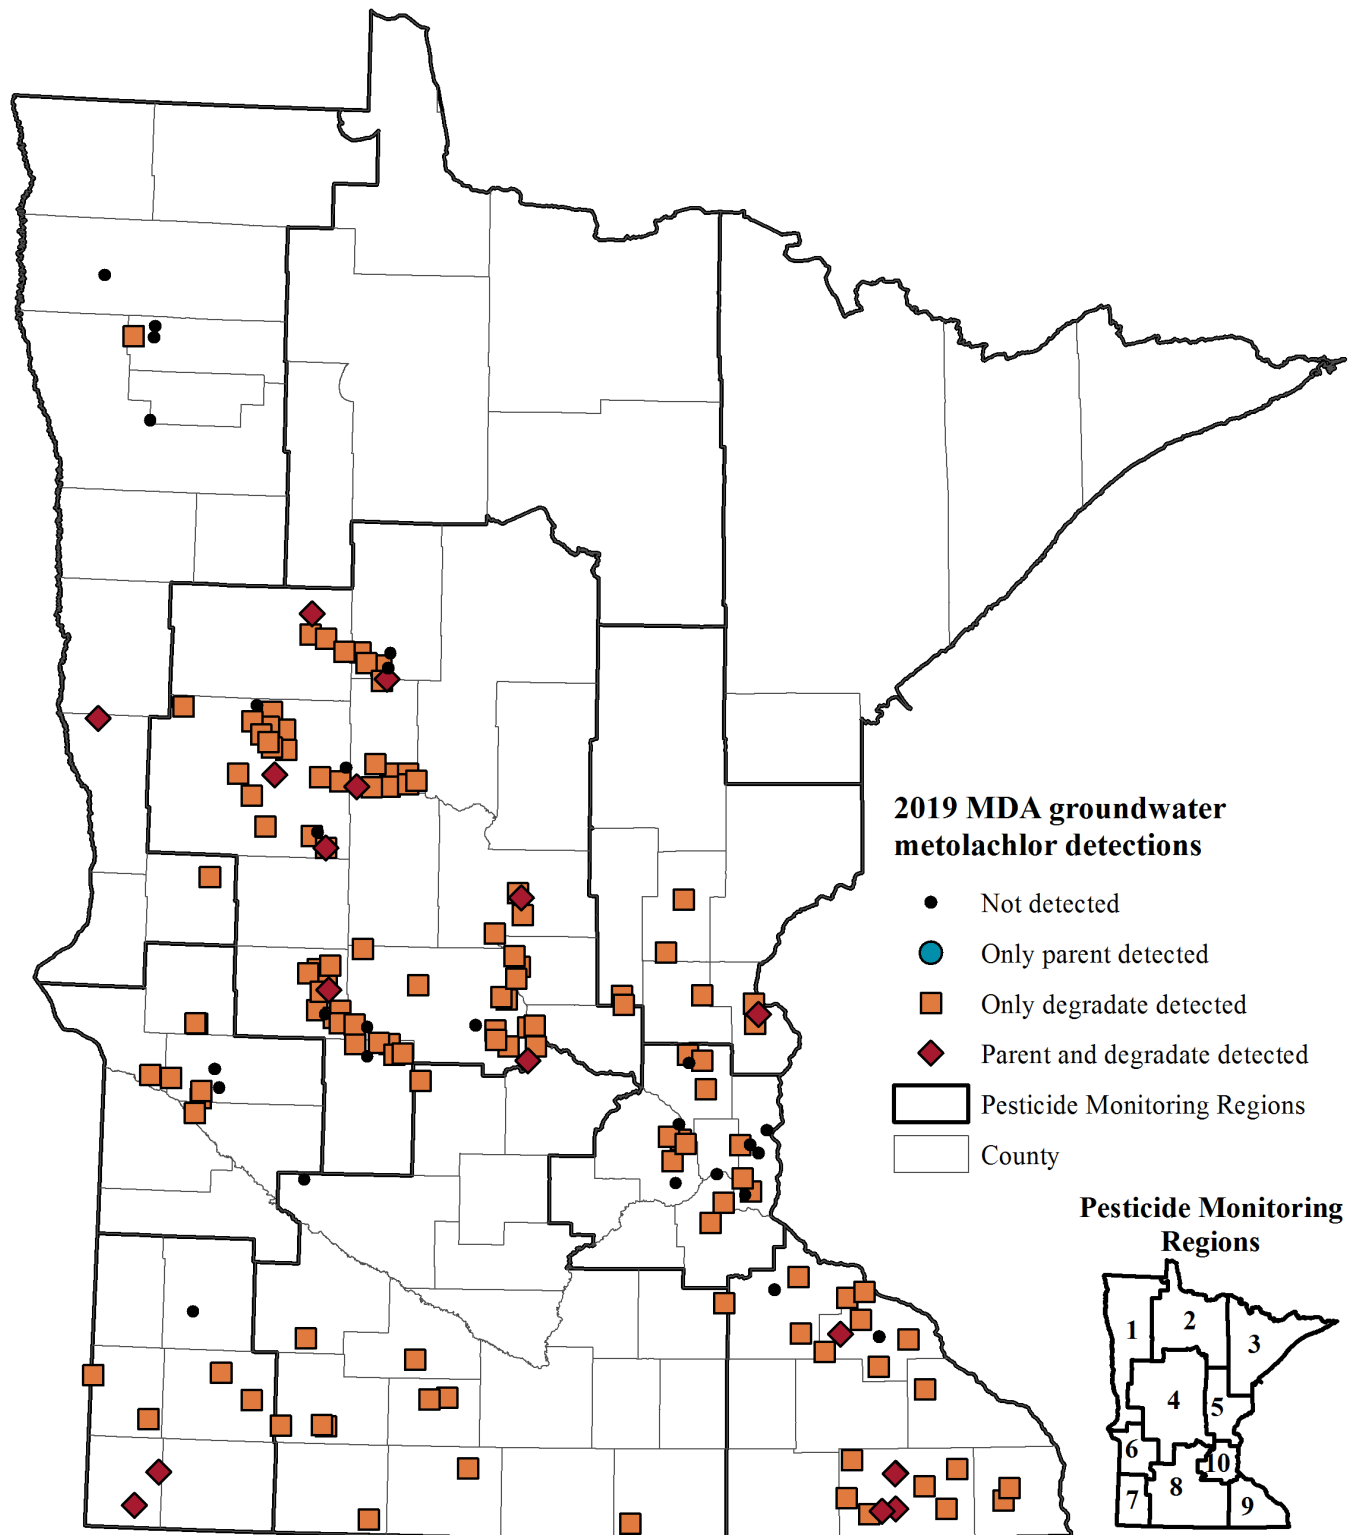 2019 MDA groundwater
metolachlor detections
Not detected
Only parent detected
Only degradate detected
Parent and degradate detected
Pesticide Monitoring Regions
County
Pesticide Monitoring
Regions
1
2
3
4
5
6
10
7
8
9